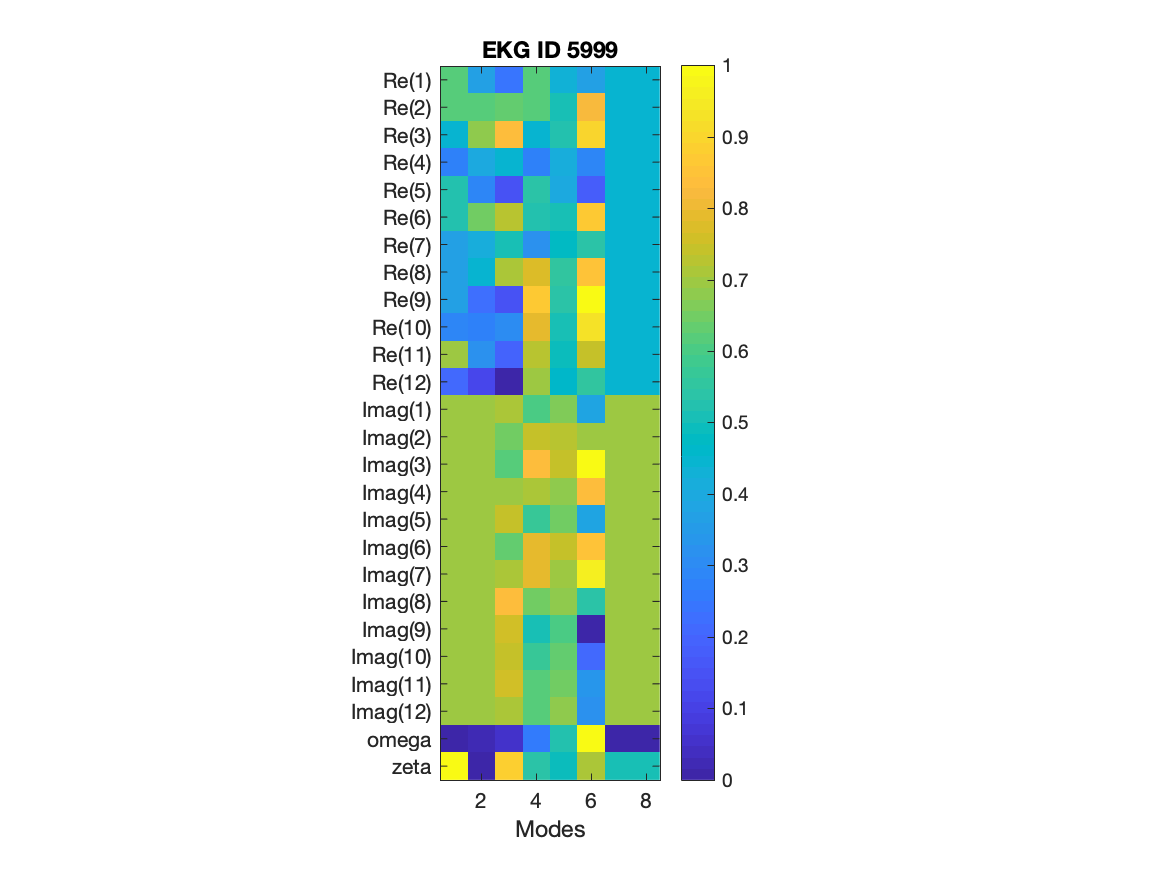 EKG ID 5999
Re(1)
Re(2)
Re(3)
Re(4)
Re(5)
Re(6)
Re(7)
Re(8)
Re(9)
Re(10)
Re(11)
Re(12)
Imag(1)
Imag(2)
Imag(3)
Imag(4)
Imag(5)
Imag(6)
Imag(7)
Imag(8)
Imag(9)
Imag(10)
Imag(11)
Imag(12)
omega
zeta
2 4 6 8
Modes
1
0.9
0.8
0.7
0.6
0.5
0.4
0.3
0.2
0.1
0